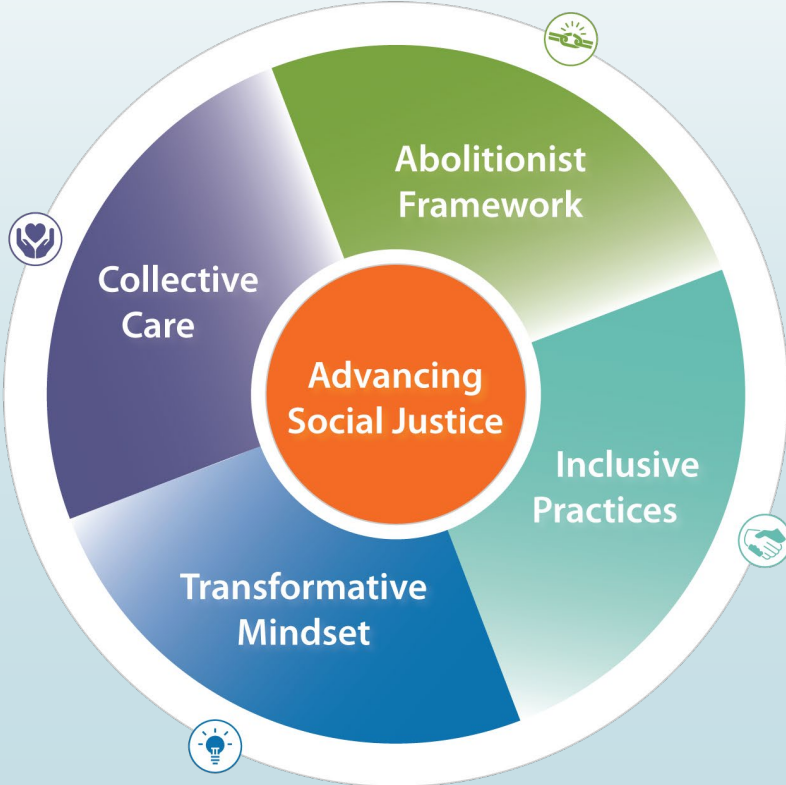 Abolitionist
Framework
Collective
Care
Advancing
Social Justice
Inclusive
Practices
Transformative
Mindset